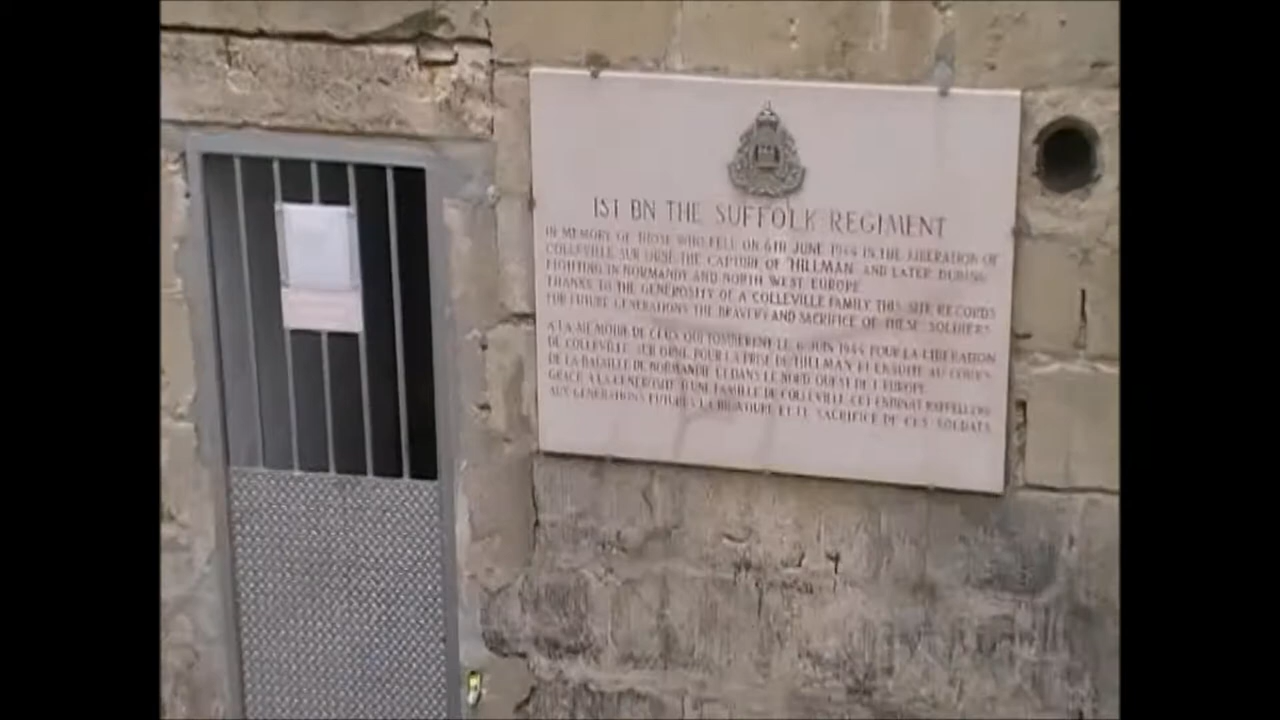 1ST BN THE SUFFOLK REGIMENT
IN MEMORY OF THOSE WHO FELL ON 6TH JUNE 1944 IN THE LIBERATION OF
COLLEVILLE SUR ORNE THE CAPTURE OF 'HILLMAN' AND LATER DURING
FIGHTING IN NORMANDY AND NORTH WEST EUROPE
THANKS TO THE GENEROSITY OF A COLLEVILLE FAMILY THIS SITE RECORDS
FOR FUTURE GENERATIONS THE BRAVERY AND SACRIFICE OF THESE SOLDIERS
A LA MEMOIRE DE CEUX QUI TOMBERENT LE 6 JUIN 1944 POUR LA LIBERATION
DE COLLEVILLE SUR ORNE POUR LA PRISE DE HILLMAN ET ENSUITE AU COURS
DE LA BATAILLE DE NORMANDIE ET DANS LE NORD OUEST DE L'EUROPE
GRACE A LA GENEROSITE D'UNE FAMILLE DE COLLEVILLE CET ENDROIT RAPPELLERA
AUX GENERATIONS FUTURES LA BRAVOURE ET LE SACRIFICE DE CES SOLDATS